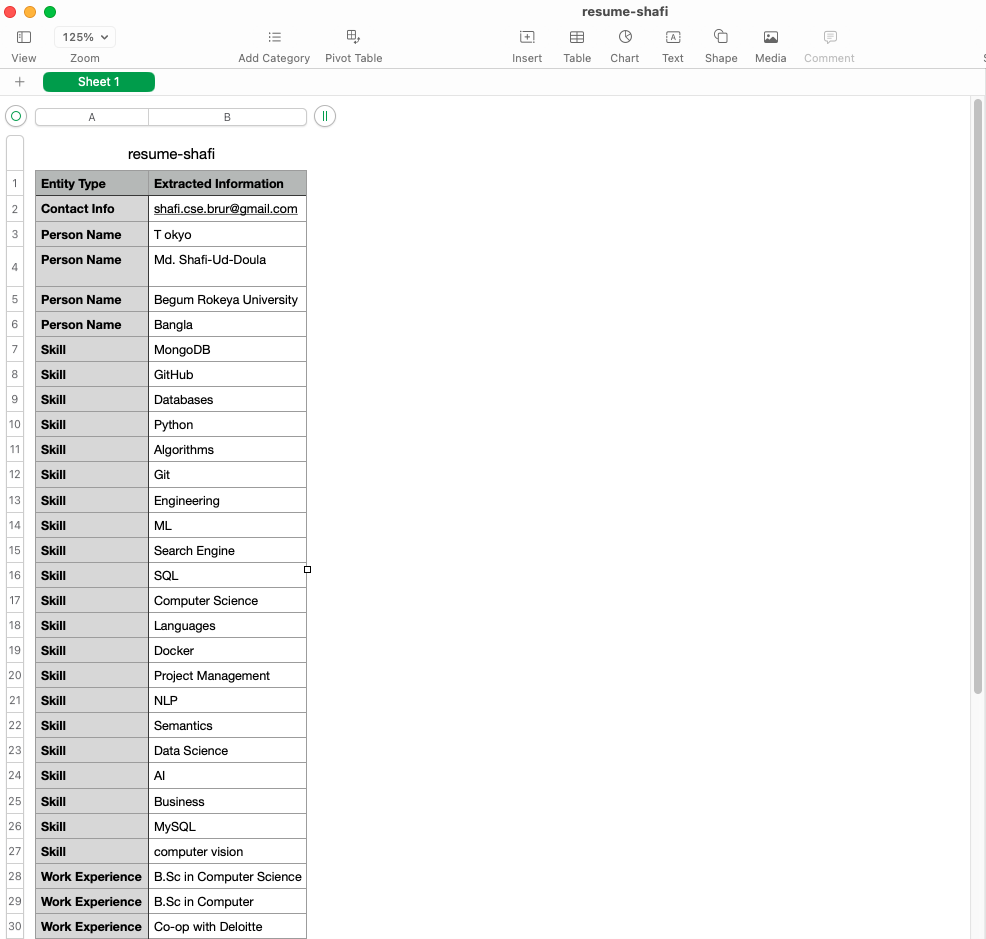 resume-shafi
125%
View Zoom Add Category Pivot Table Insert Table Chart Text Shape Media Comment
Sheet 1
A B
resume-shafi
1 Entity Type Extracted Information
2 Contact Info shafi.cse.brur@gmail.com
3 Person Name T okyo
4 Person Name Md. Shafi-Ud-Doula
5 Person Name Begum Rokeya University
6 Person Name Bangla
7 Skill MongoDB
8 Skill GitHub
9 Skill Databases
10 Skill Python
11 Skill Algorithms
12 Skill Git
13 Skill Engineering
14 Skill ML
15 Skill Search Engine
16 Skill SQL
17 Skill Computer Science
18 Skill Languages
19 Skill Docker
20 Skill Project Management
21 Skill NLP
22 Skill Semantics
23 Skill Data Science
24 Skill AI
25 Skill Business
26 Skill MySQL
27 Skill computer vision
28 Work Experience B.Sc in Computer Science
29 Work Experience B.Sc in Computer
30 Work Experience Co-op with Deloitte